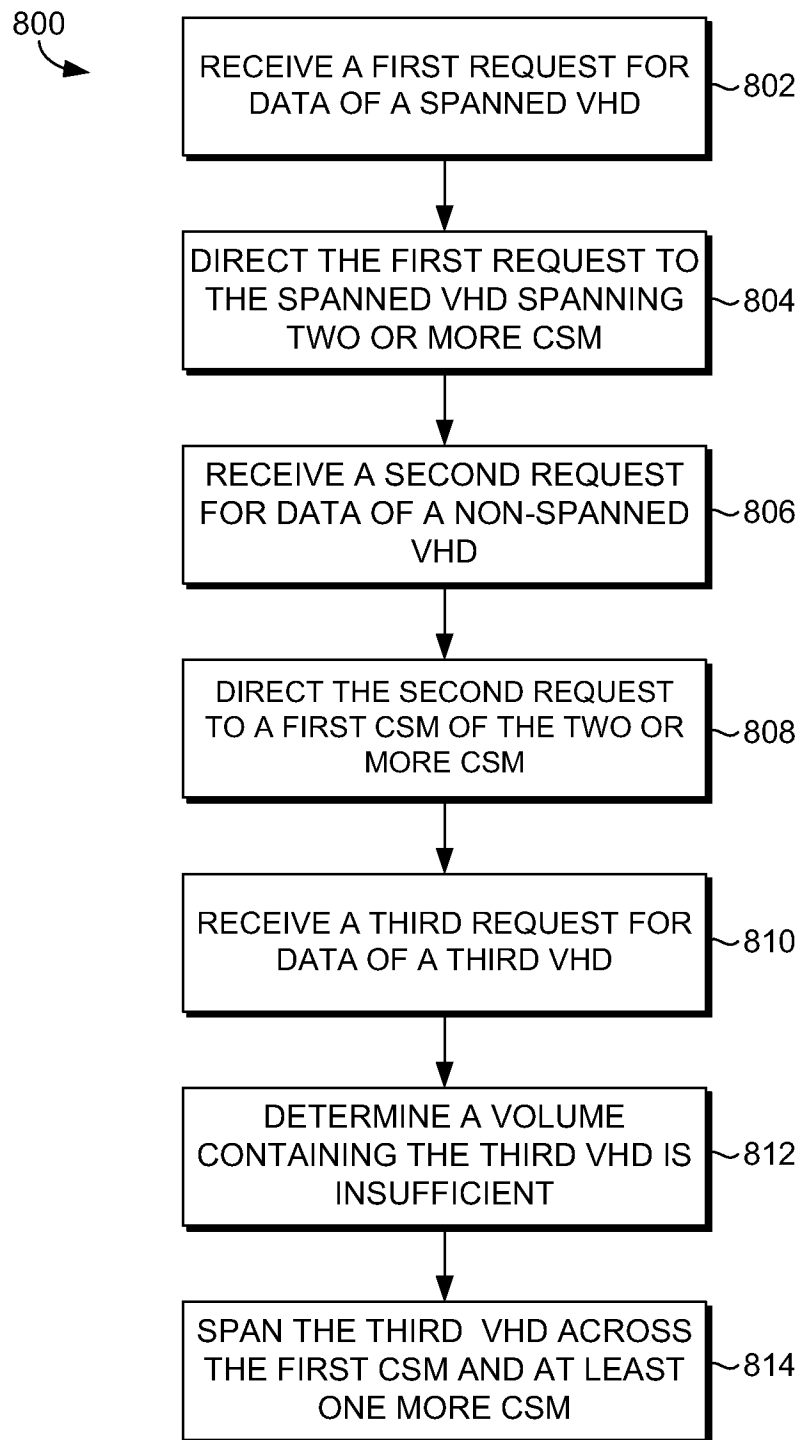 800
RECEIVE A FIRST REQUEST FOR
DATA OF A SPANNED VHD
802
DIRECT THE FIRST REQUEST TO
THE SPANNED VHD SPANNING
TWO OR MORE CSM
804
RECEIVE A SECOND REQUEST
FOR DATA OF A NON-SPANNED
VHD
806
DIRECT THE SECOND REQUEST
TO A FIRST CSM OF THE TWO OR
MORE CSM
808
RECEIVE A THIRD REQUEST FOR
DATA OF A THIRD VHD
810
DETERMINE A VOLUME
CONTAINING THE THIRD VHD IS
INSUFFICIENT
812
SPAN THE THIRD VHD ACROSS
THE FIRST CSM AND AT LEAST
ONE MORE CSM
814